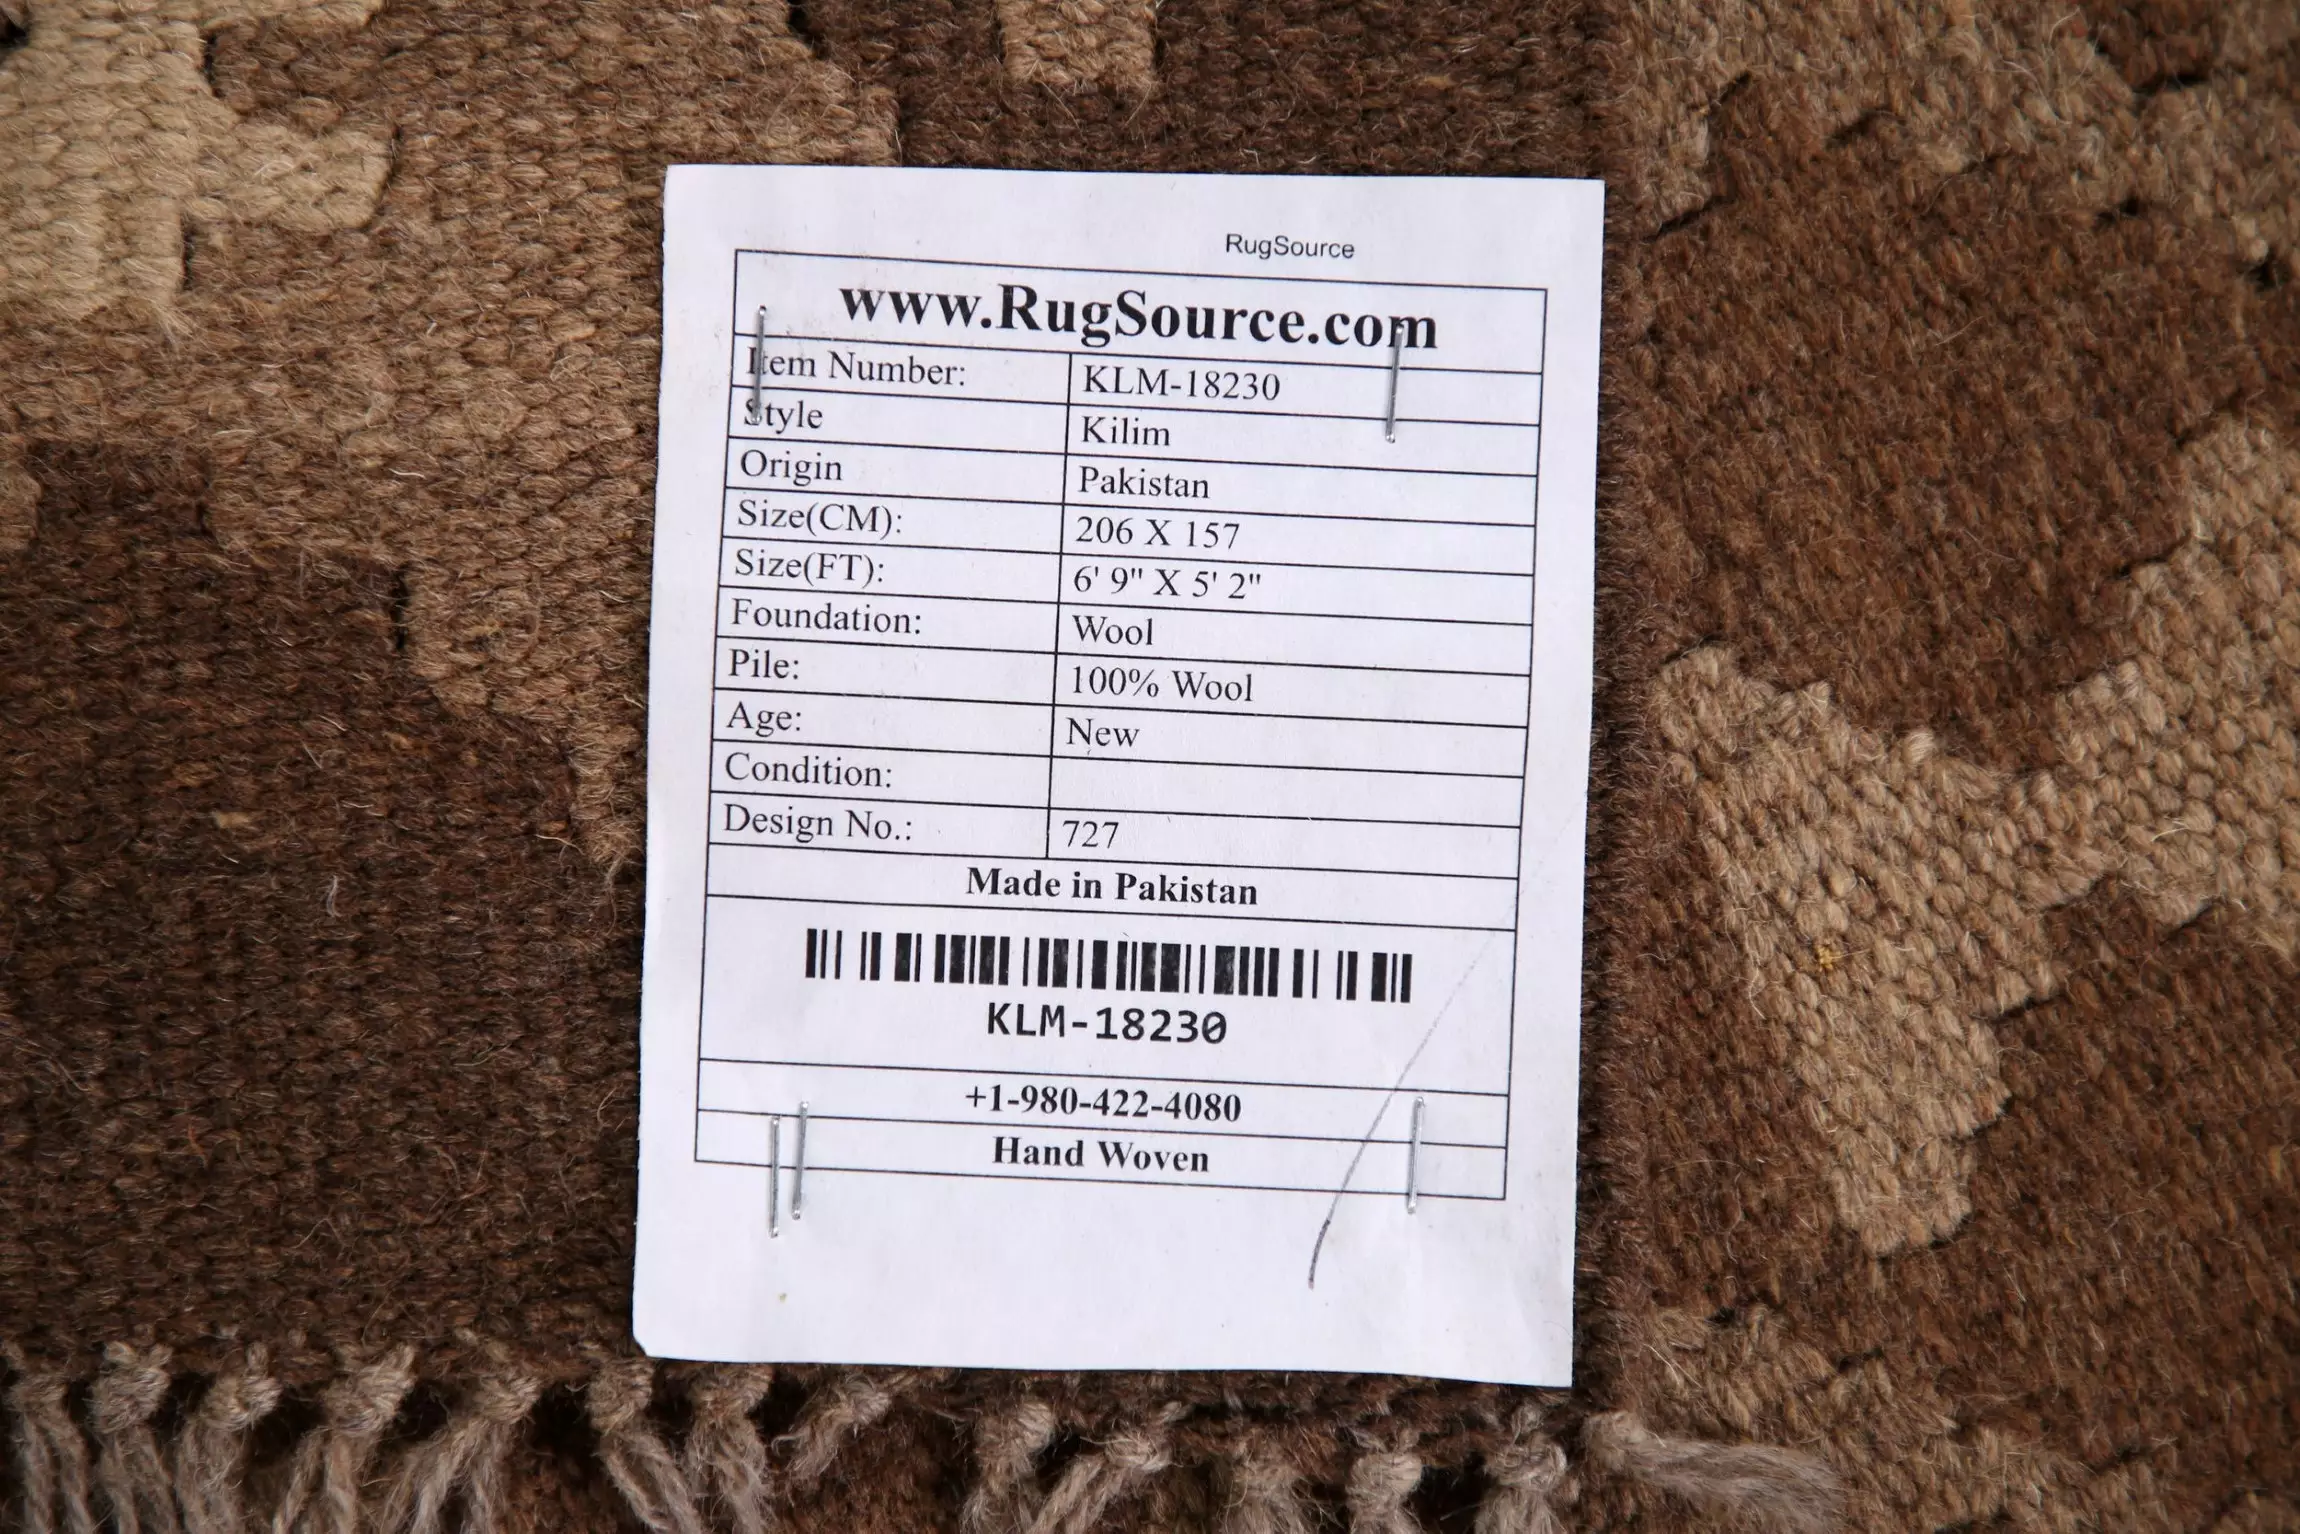 RugSource
www.RugSource.com
Item Number: KLM-18230
Style Kilim
Origin Pakistan
Size(CM): 206 X 157
Size(FT): 6' 9" X 5' 2"
Foundation: Wool
Pile: 100% Wool
Age: New
Condition:
Design No.: 727
Made in Pakistan
KLM-18230
+1-980-422-4080
Hand Woven